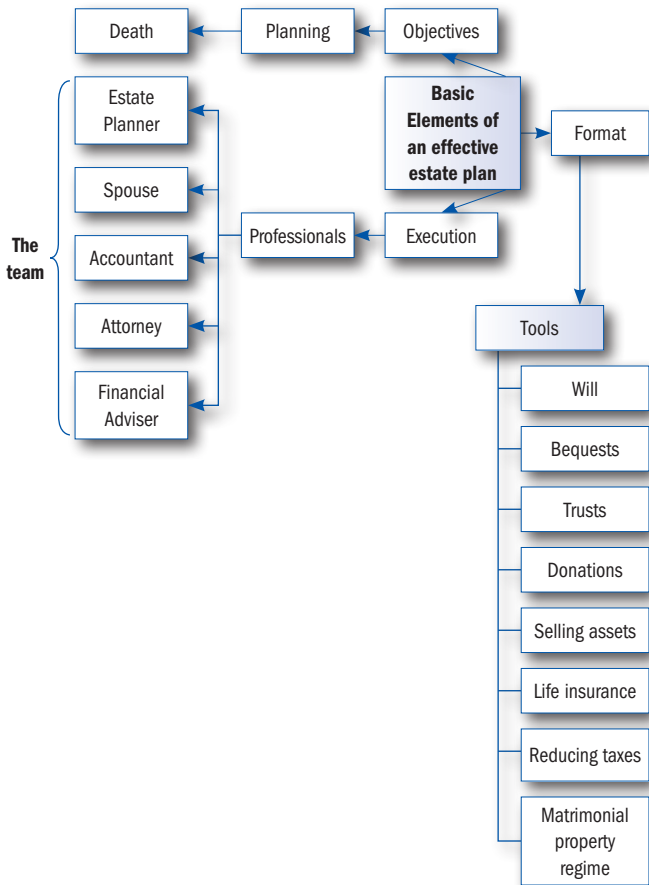 Death
Planning
Objectives
Basic
Elements of
an effective
estate plan
Format
Estate
Planner
Spouse
Professionals
Execution
The
team
Accountant
Attorney
Financial
Adviser
Tools
Will
Bequests
Trusts
Donations
Selling assets
Life insurance
Reducing taxes
Matrimonial
property
regime